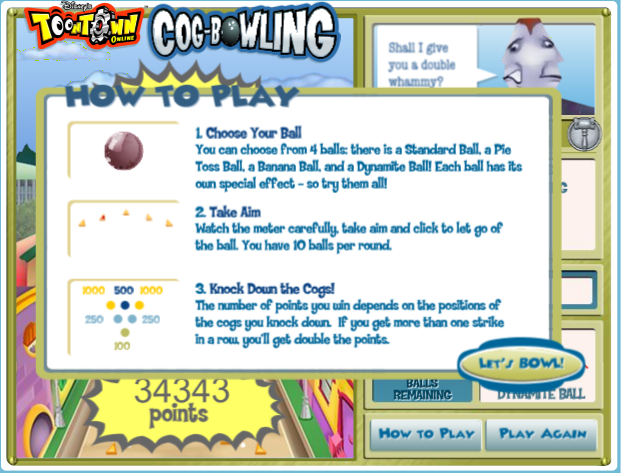 Disney's
TOONTOWN
ONLINE
COG-BOWLING
Shall I give
you a double
whammy?
HOW TO PLAY
1. Choose Your Ball
You can choose from 4 balls: there is a Standard Ball, a Pie
Toss Ball, a Banana Ball, and a Dynamite Ball! Each ball has its
own special effect - so try them all!
2. Take Aim
Watch the meter carefully, take aim and click to let go of
the ball. You have 10 balls per round.
1000 500 1000
250 250
100
3. Knock Down the Cogs!
The number of points you win depends on the positions of
the cogs you knock down. If you get more than one strike
in a row, you'll get double the points.
LET'S BOWL!
34343
points
BALLS
REMAINING
DYNAMITE BALL
HOW TO PLAY
PLAY AGAIN